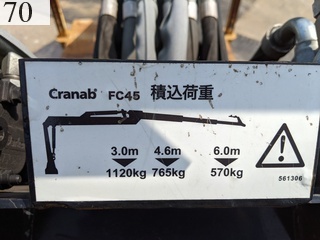 70
Cranab FC45 積込荷重
3.0m 4.6m 6.0m
1120kg 765kg 570kg
561306